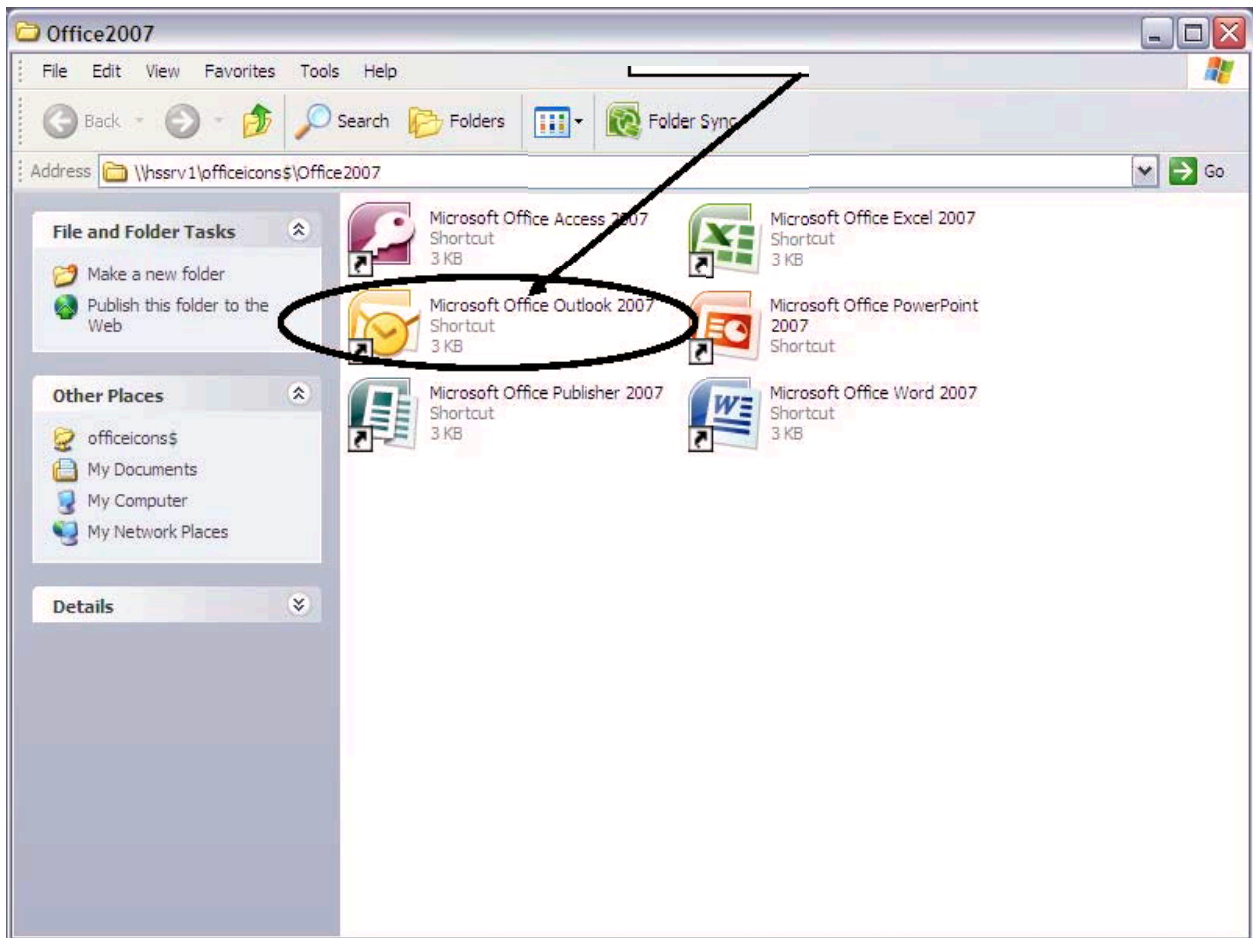 Office2007
File Edit View Favorites Tools Help
Back Search Folders Folder Sync
Address \\hssrv1\officeicons$\Office2007 Go
File and Folder Tasks
Make a new folder
Publish this folder to the
Web
Other Places
officeicons$
My Documents
My Computer
My Network Places
Details
Microsoft Office Access 2007
Shortcut
3 KB
Microsoft Office Excel 2007
Shortcut
3 KB
Microsoft Office Outlook 2007
Shortcut
3 KB
Microsoft Office PowerPoint
2007
Shortcut
Microsoft Office Publisher 2007
Shortcut
3 KB
Microsoft Office Word 2007
Shortcut
3 KB